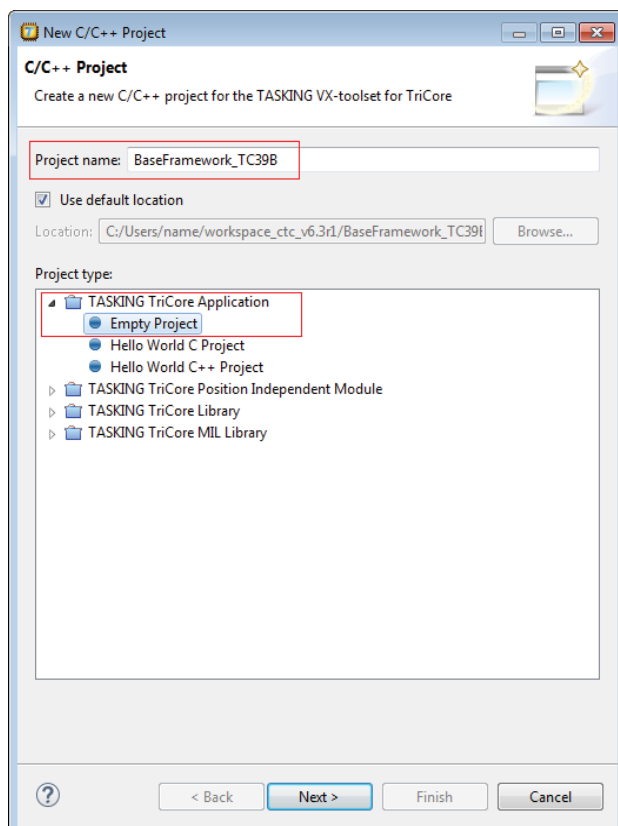 New C/C++ Project
C/C++ Project
Create a new C/C++ project for the TASKING VX-toolset for TriCore
Project name: BaseFramework_TC39B
Use default location
Location: C:/Users/name/workspace_ctc_v6.3r1/BaseFramework_TC39 Browse...
Project type:
TASKING TriCore Application
Empty Project
Hello World C Project
Hello World C++ Project
TASKING TriCore Position Independent Module
TASKING TriCore Library
TASKING TriCore MIL Library
? < Back Next > Finish Cancel